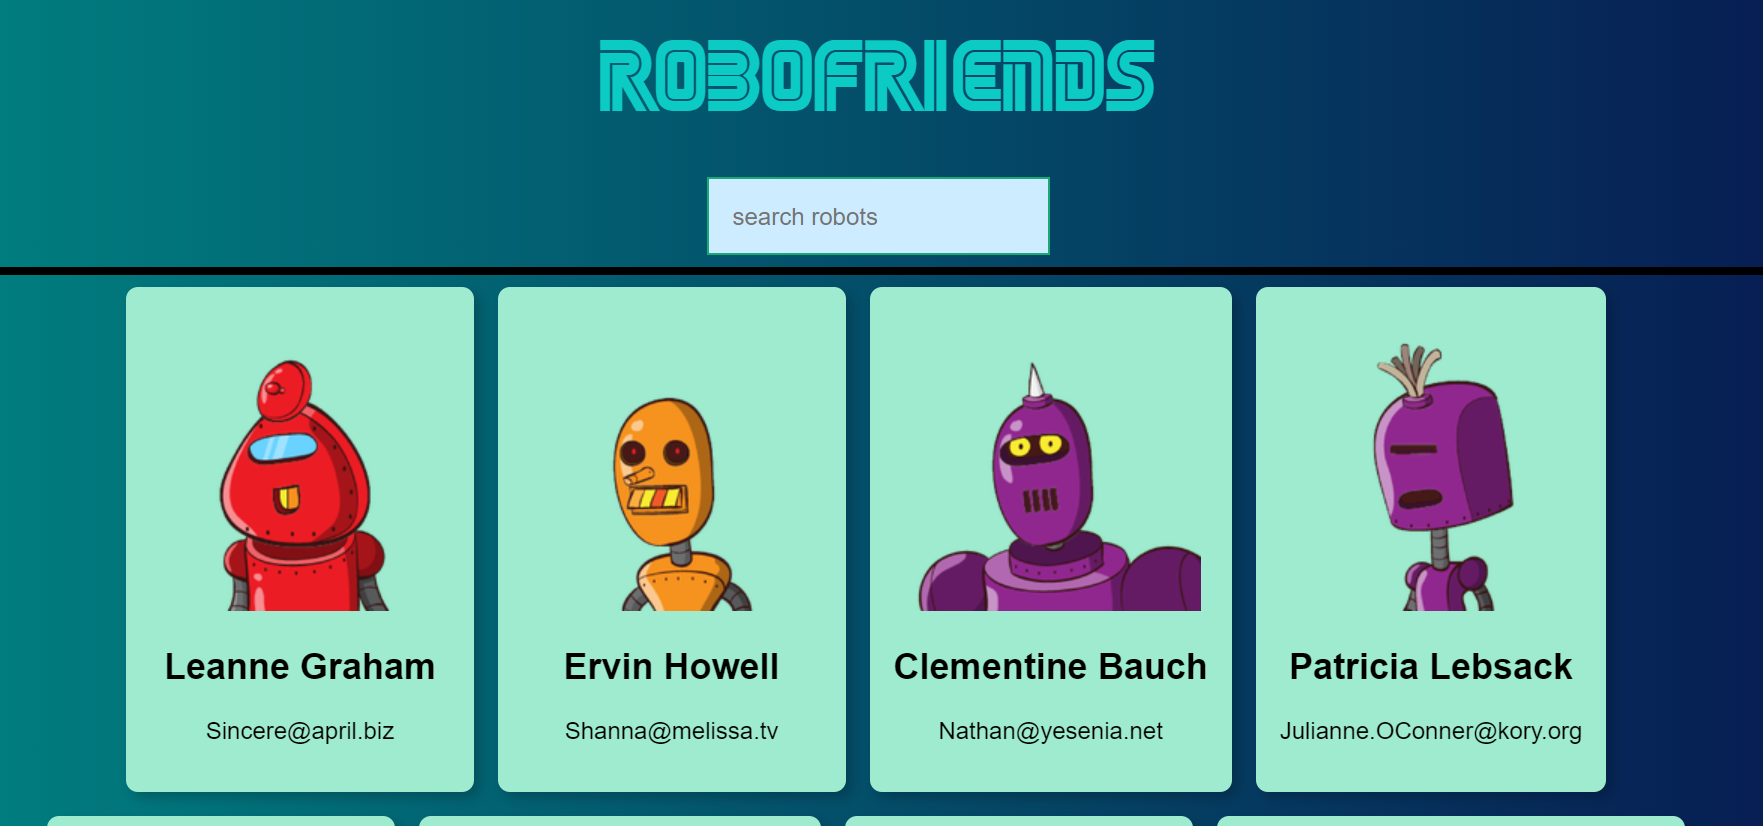 ROBOFRIENDS
search robots
Leanne Graham
Ervin Howell
Clementine Bauch
Patricia Lebsack
Sincere@april.biz
Shanna@melissa.tv
Nathan@yesenia.net
Julianne.OConner@kory.org